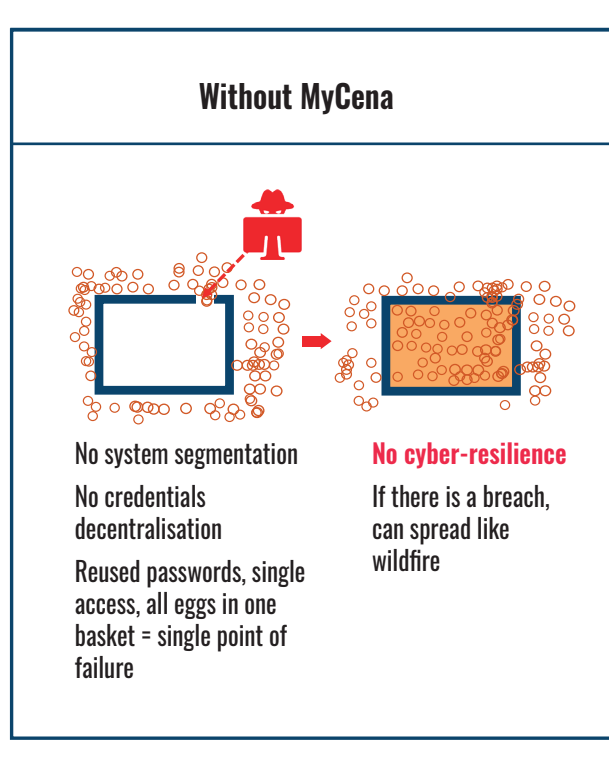 Without MyCena
No system segmentation
No credentials
decentralisation
Reused passwords, single
access, all eggs in one
basket = single point of
failure
No cyber-resilience
If there is a breach,
can spread like
wildfire